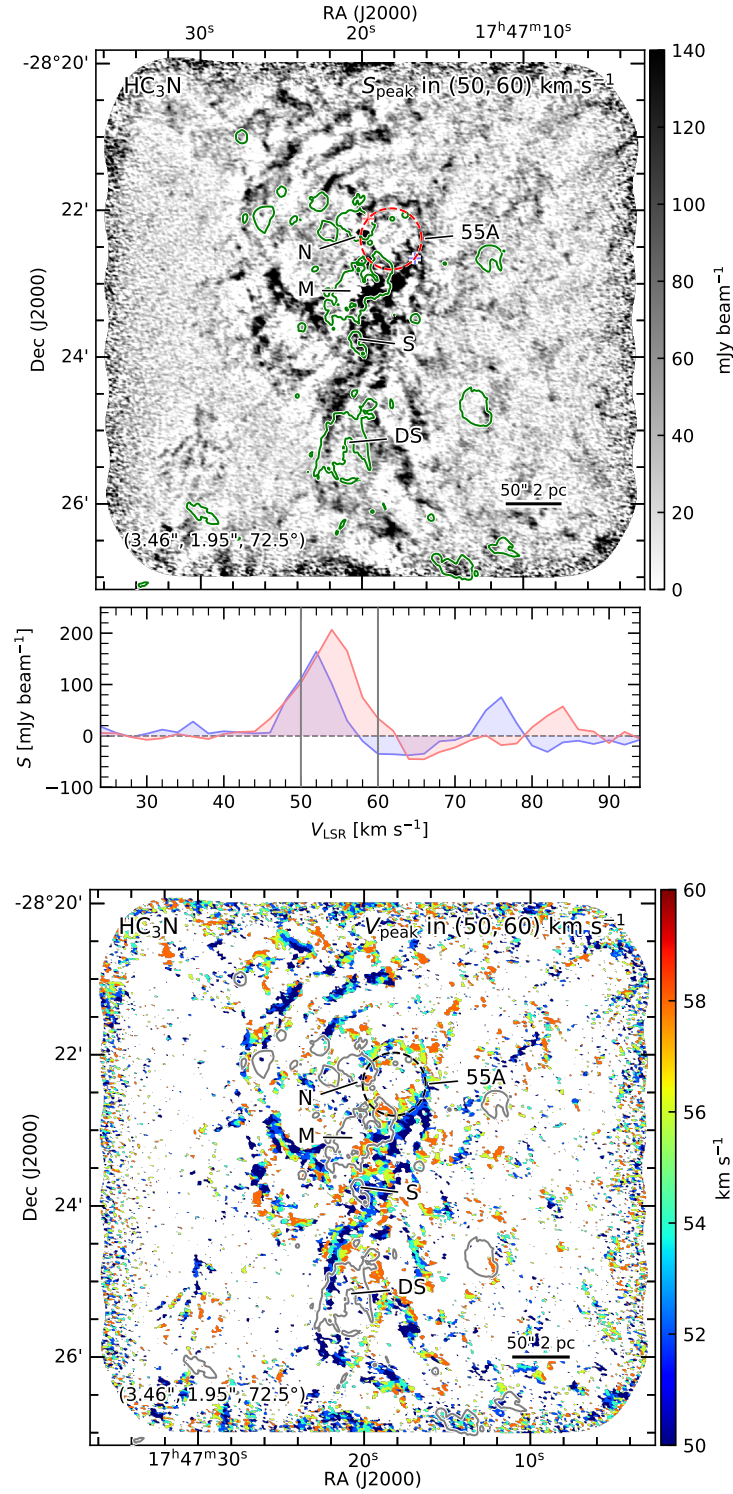 RA (J2000)
30ˢ 20ˢ 17ʰ47ᵐ10ˢ
-28°20'
HC₃N S_peak in (50, 60) km s⁻¹
140
120
22'
55A
N
100
M
80
Dec (J2000)
mJy beam⁻¹
24'
S
60
40
DS
50" 2 pc
26'
20
(3.46", 1.95", 72.5°)
0
200
100
0
−100
S [mJy beam⁻¹]
30 40 50 60 70 80 90
V_LSR [km s⁻¹]
-28°20'
HC₃N V_peak in (50, 60) km s⁻¹
60
58
22'
55A
N
56
M
Dec (J2000)
km s⁻¹
24'
S
54
DS
52
50" 2 pc
26'
(3.46", 1.95", 72.5°)
50
17ʰ47ᵐ30ˢ 20ˢ 10ˢ
RA (J2000)